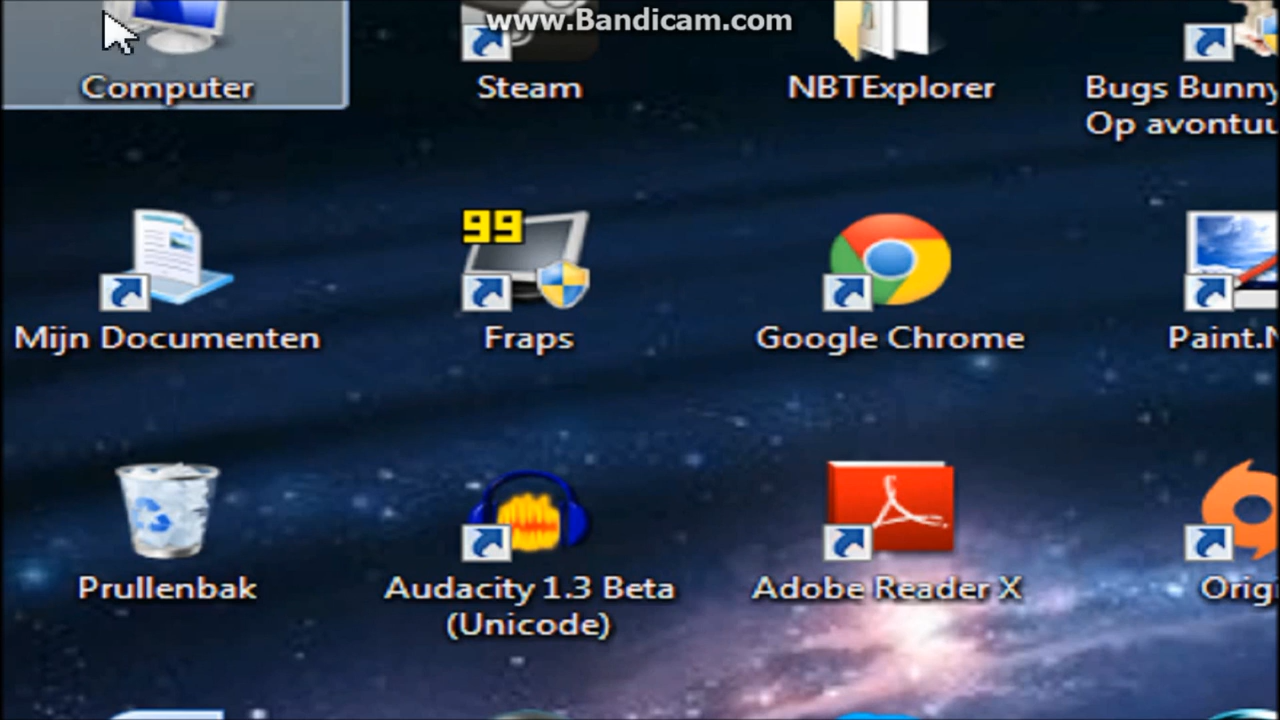 www.Bandicam.com
Computer
Steam
NBTExplorer
Bugs Bunny
Op avontuu
99
Mijn Documenten
Fraps
Google Chrome
Paint.N
Prullenbak
Audacity 1.3 Beta
(Unicode)
Adobe Reader X
Orig